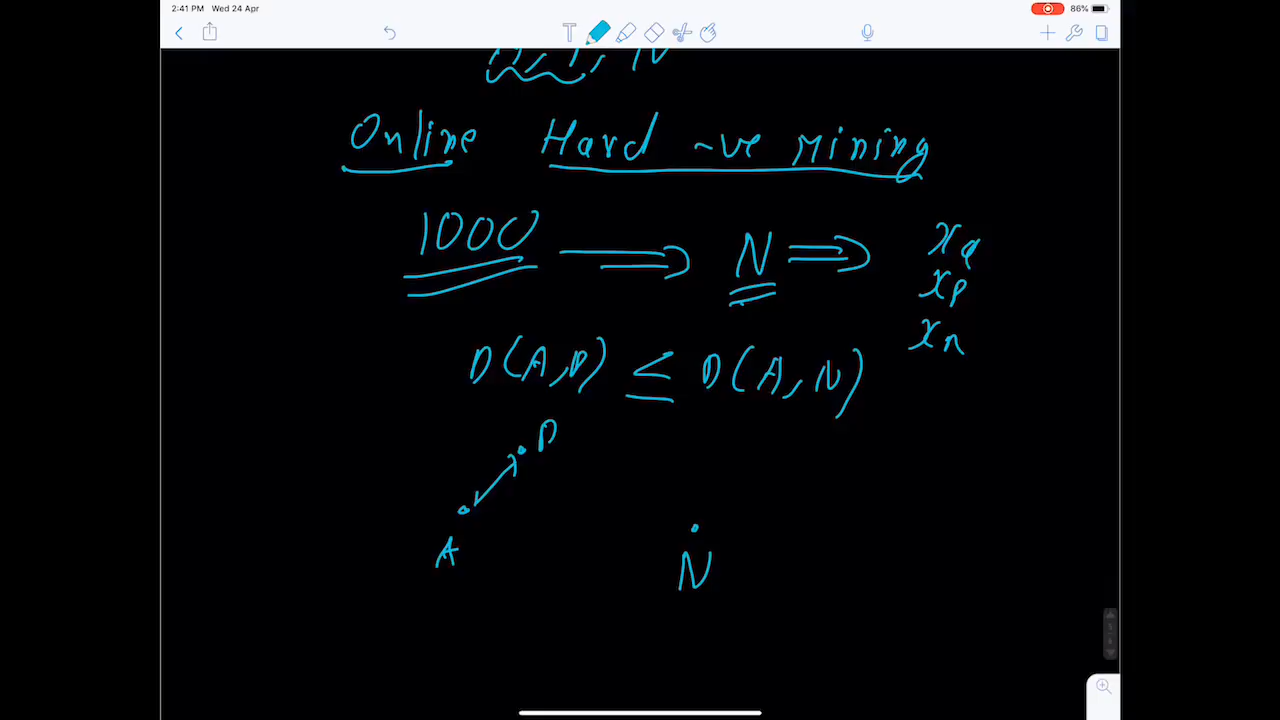 2:41 PM Wed 24 Apr 86%
T
Online Hard -ve Mining
1000 N xa
xp
xn
D(A,P) ≤ D(A,N)
P
A
N